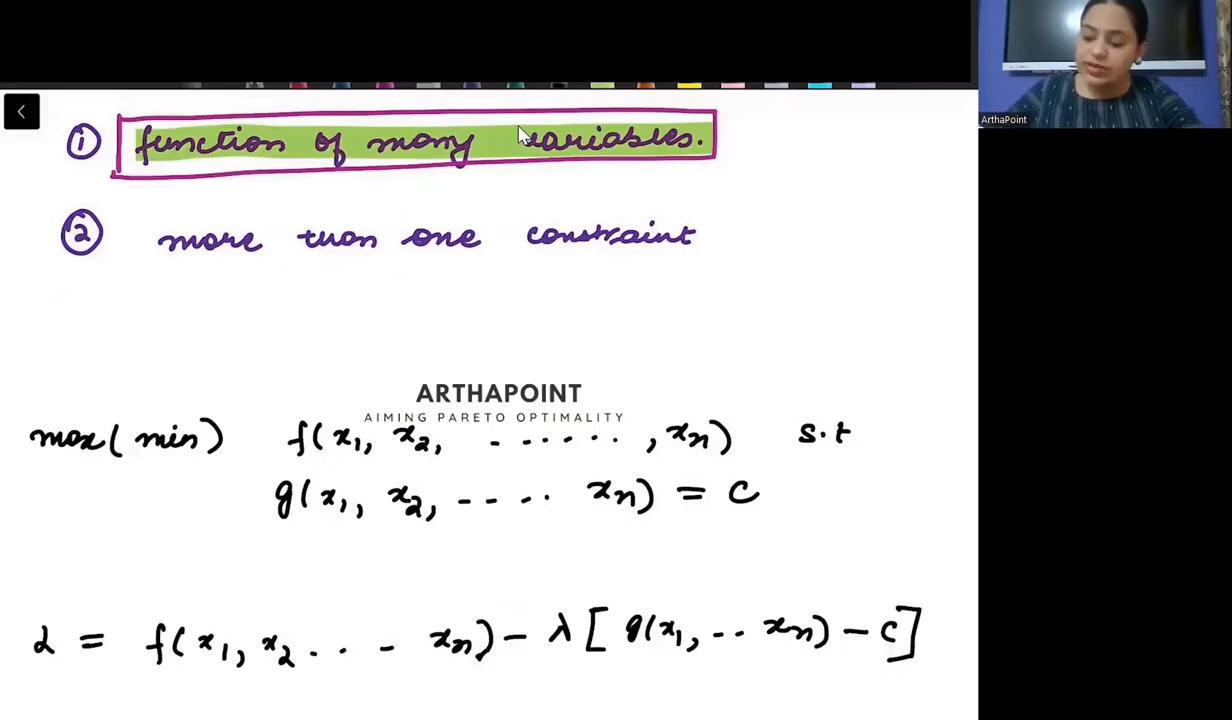 ① function of many variables.
② more than one constraint
ARTHAPOINT
AIMING PARETO OPTIMALITY
max(min) f(x₁, x₂, - ......, xₙ) s.t
g(x₁, x₂, ---- xₙ) = c
L = f(x₁, x₂ . . - xₙ) - λ [ g(x₁, -- xₙ) - c ]
ArthaPoint